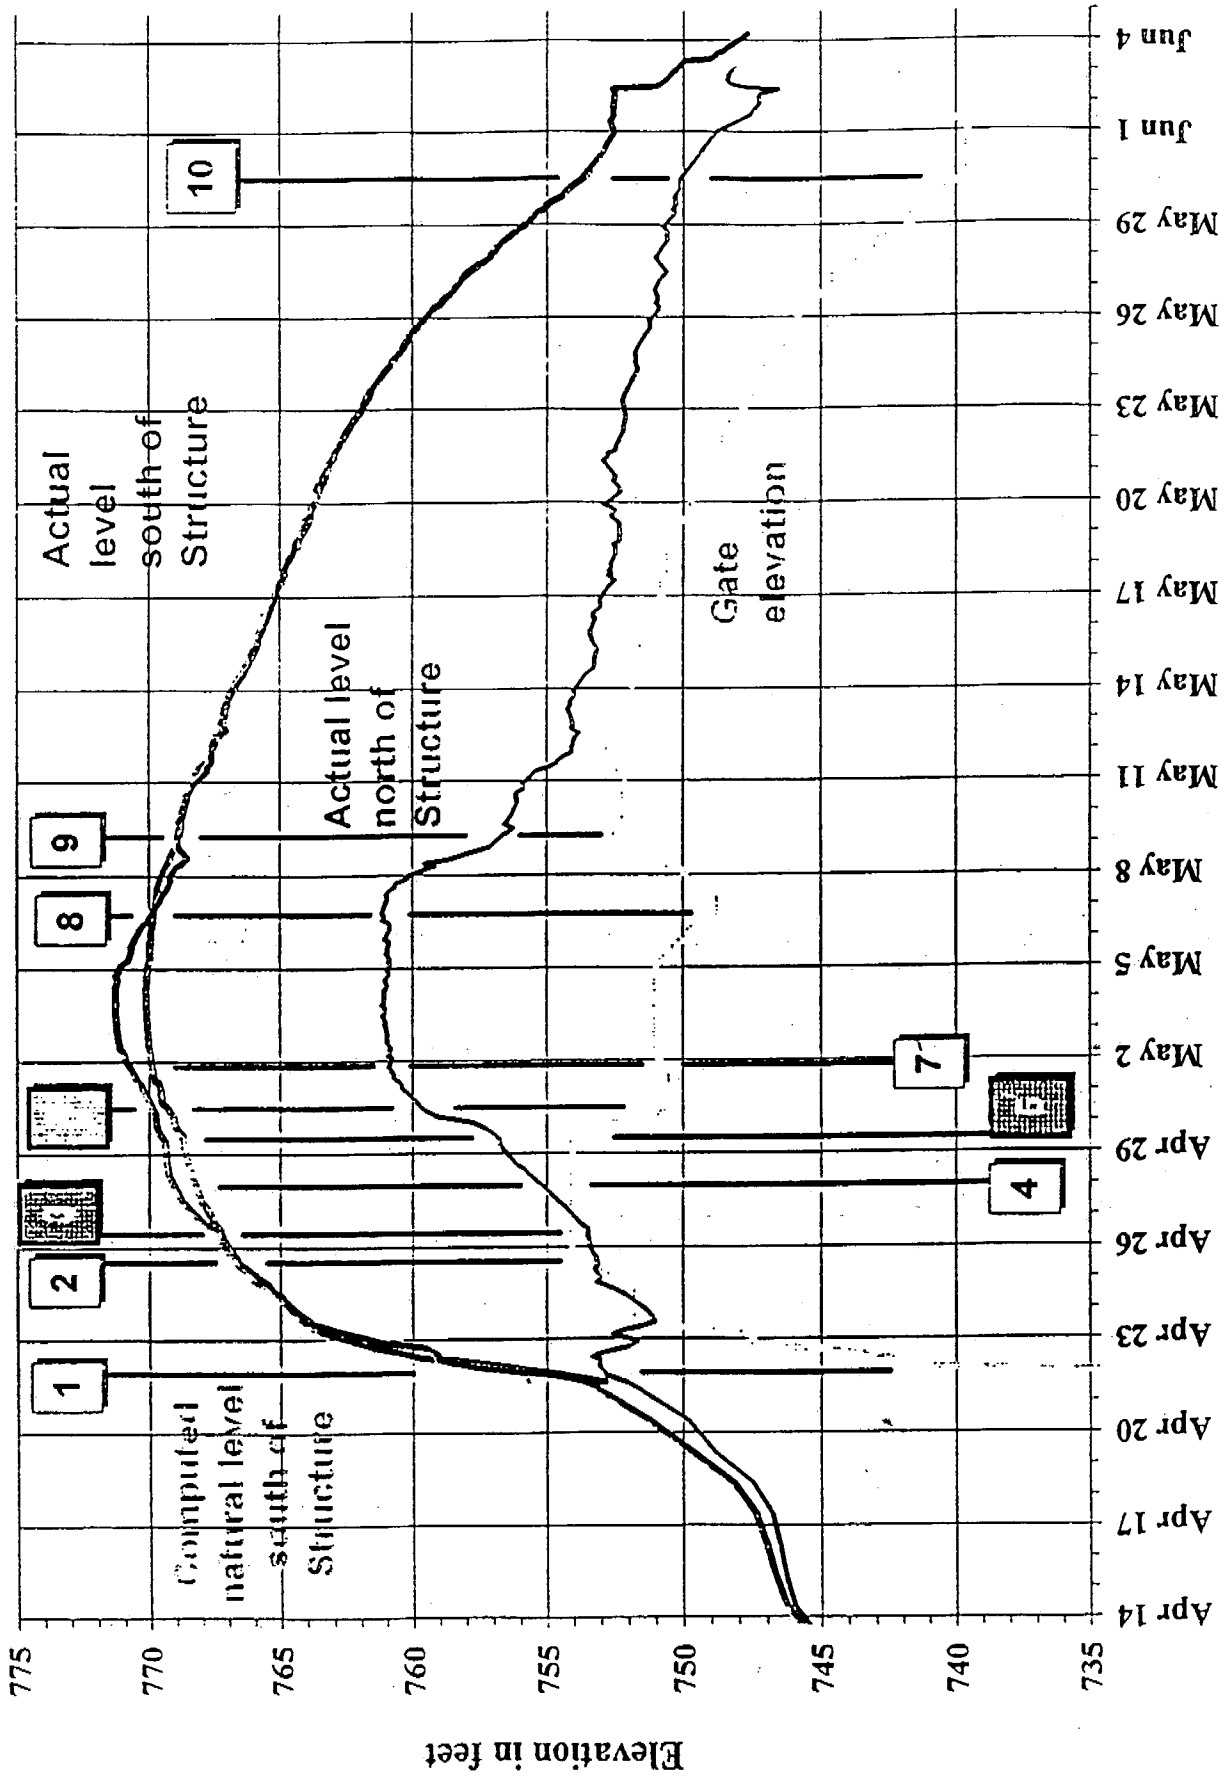 Elevation in feet
775
770
765
760
755
750
745
740
735
Apr 14
Apr 17
Apr 20
Apr 23
Apr 26
Apr 29
May 2
May 5
May 8
May 11
May 14
May 17
May 20
May 23
May 26
May 29
Jun 1
Jun 4
Computed
natural level
south of
Structure
Actual level
north of
Structure
Actual
level
south of
Structure
Gate
elevation
1
2
4
7
8
9
10